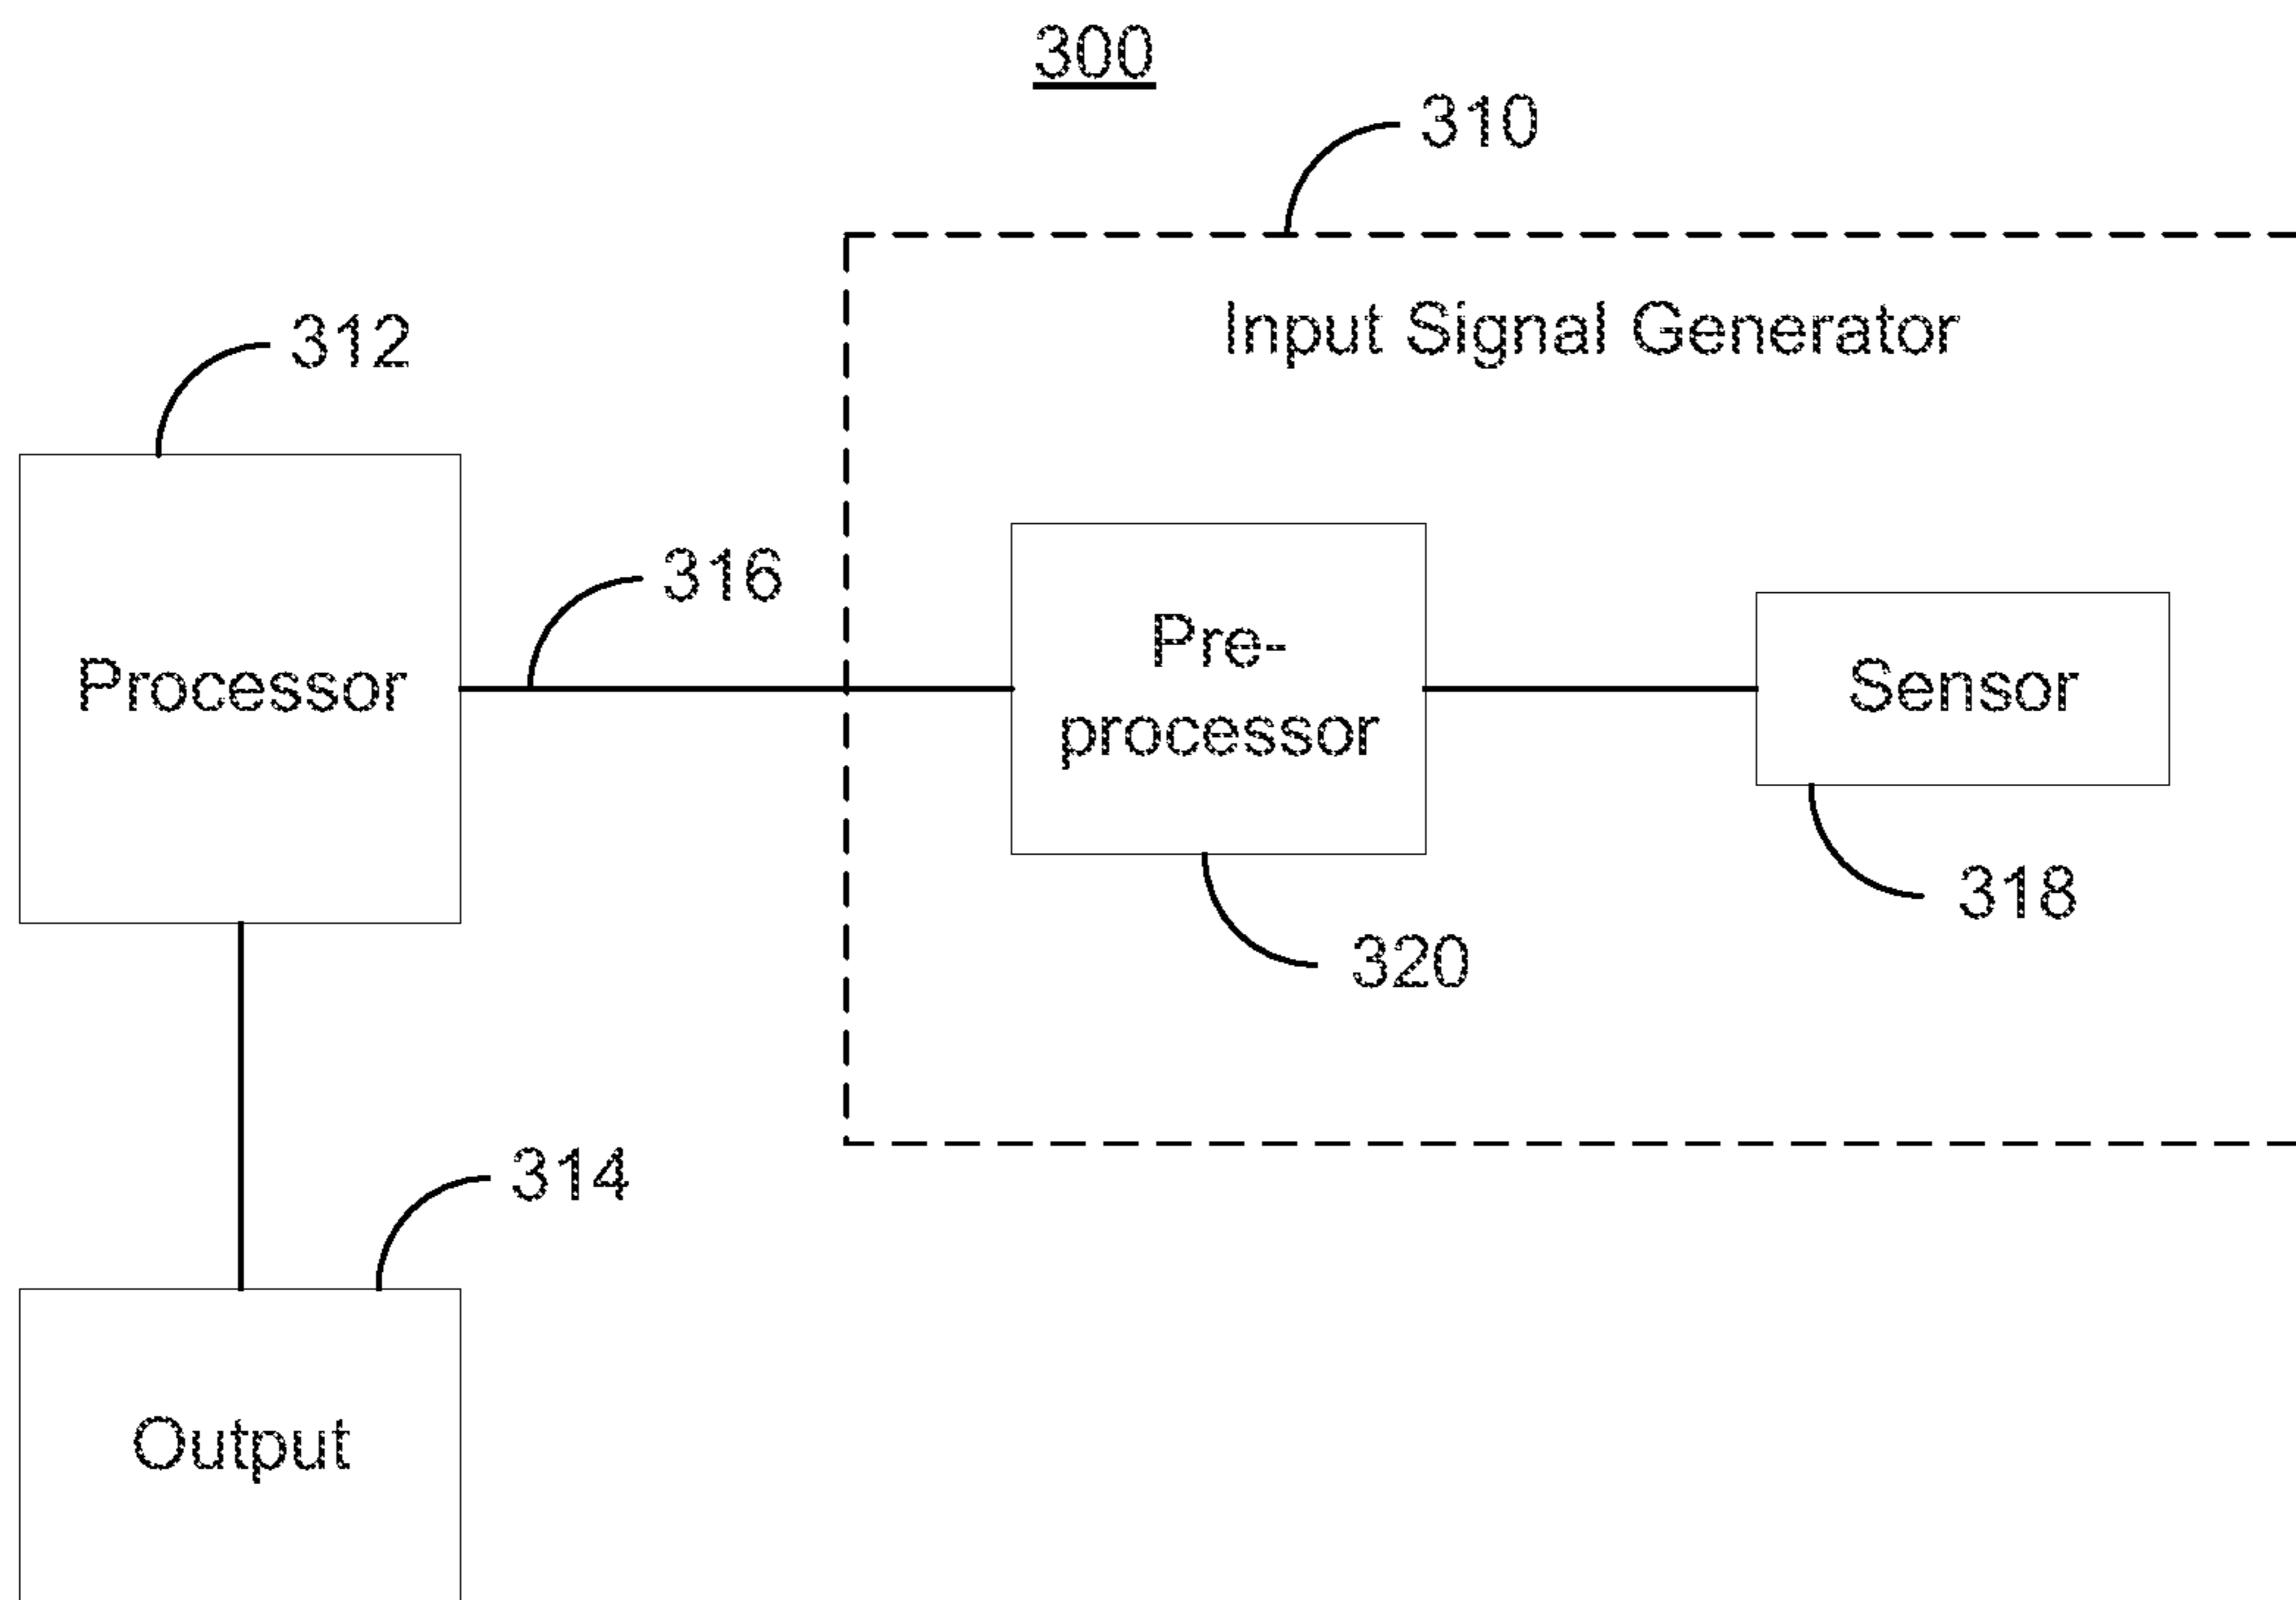 300
310
Input Signal Generator
312
316
Processor
Pre-
processor
Sensor
318
320
314
Output